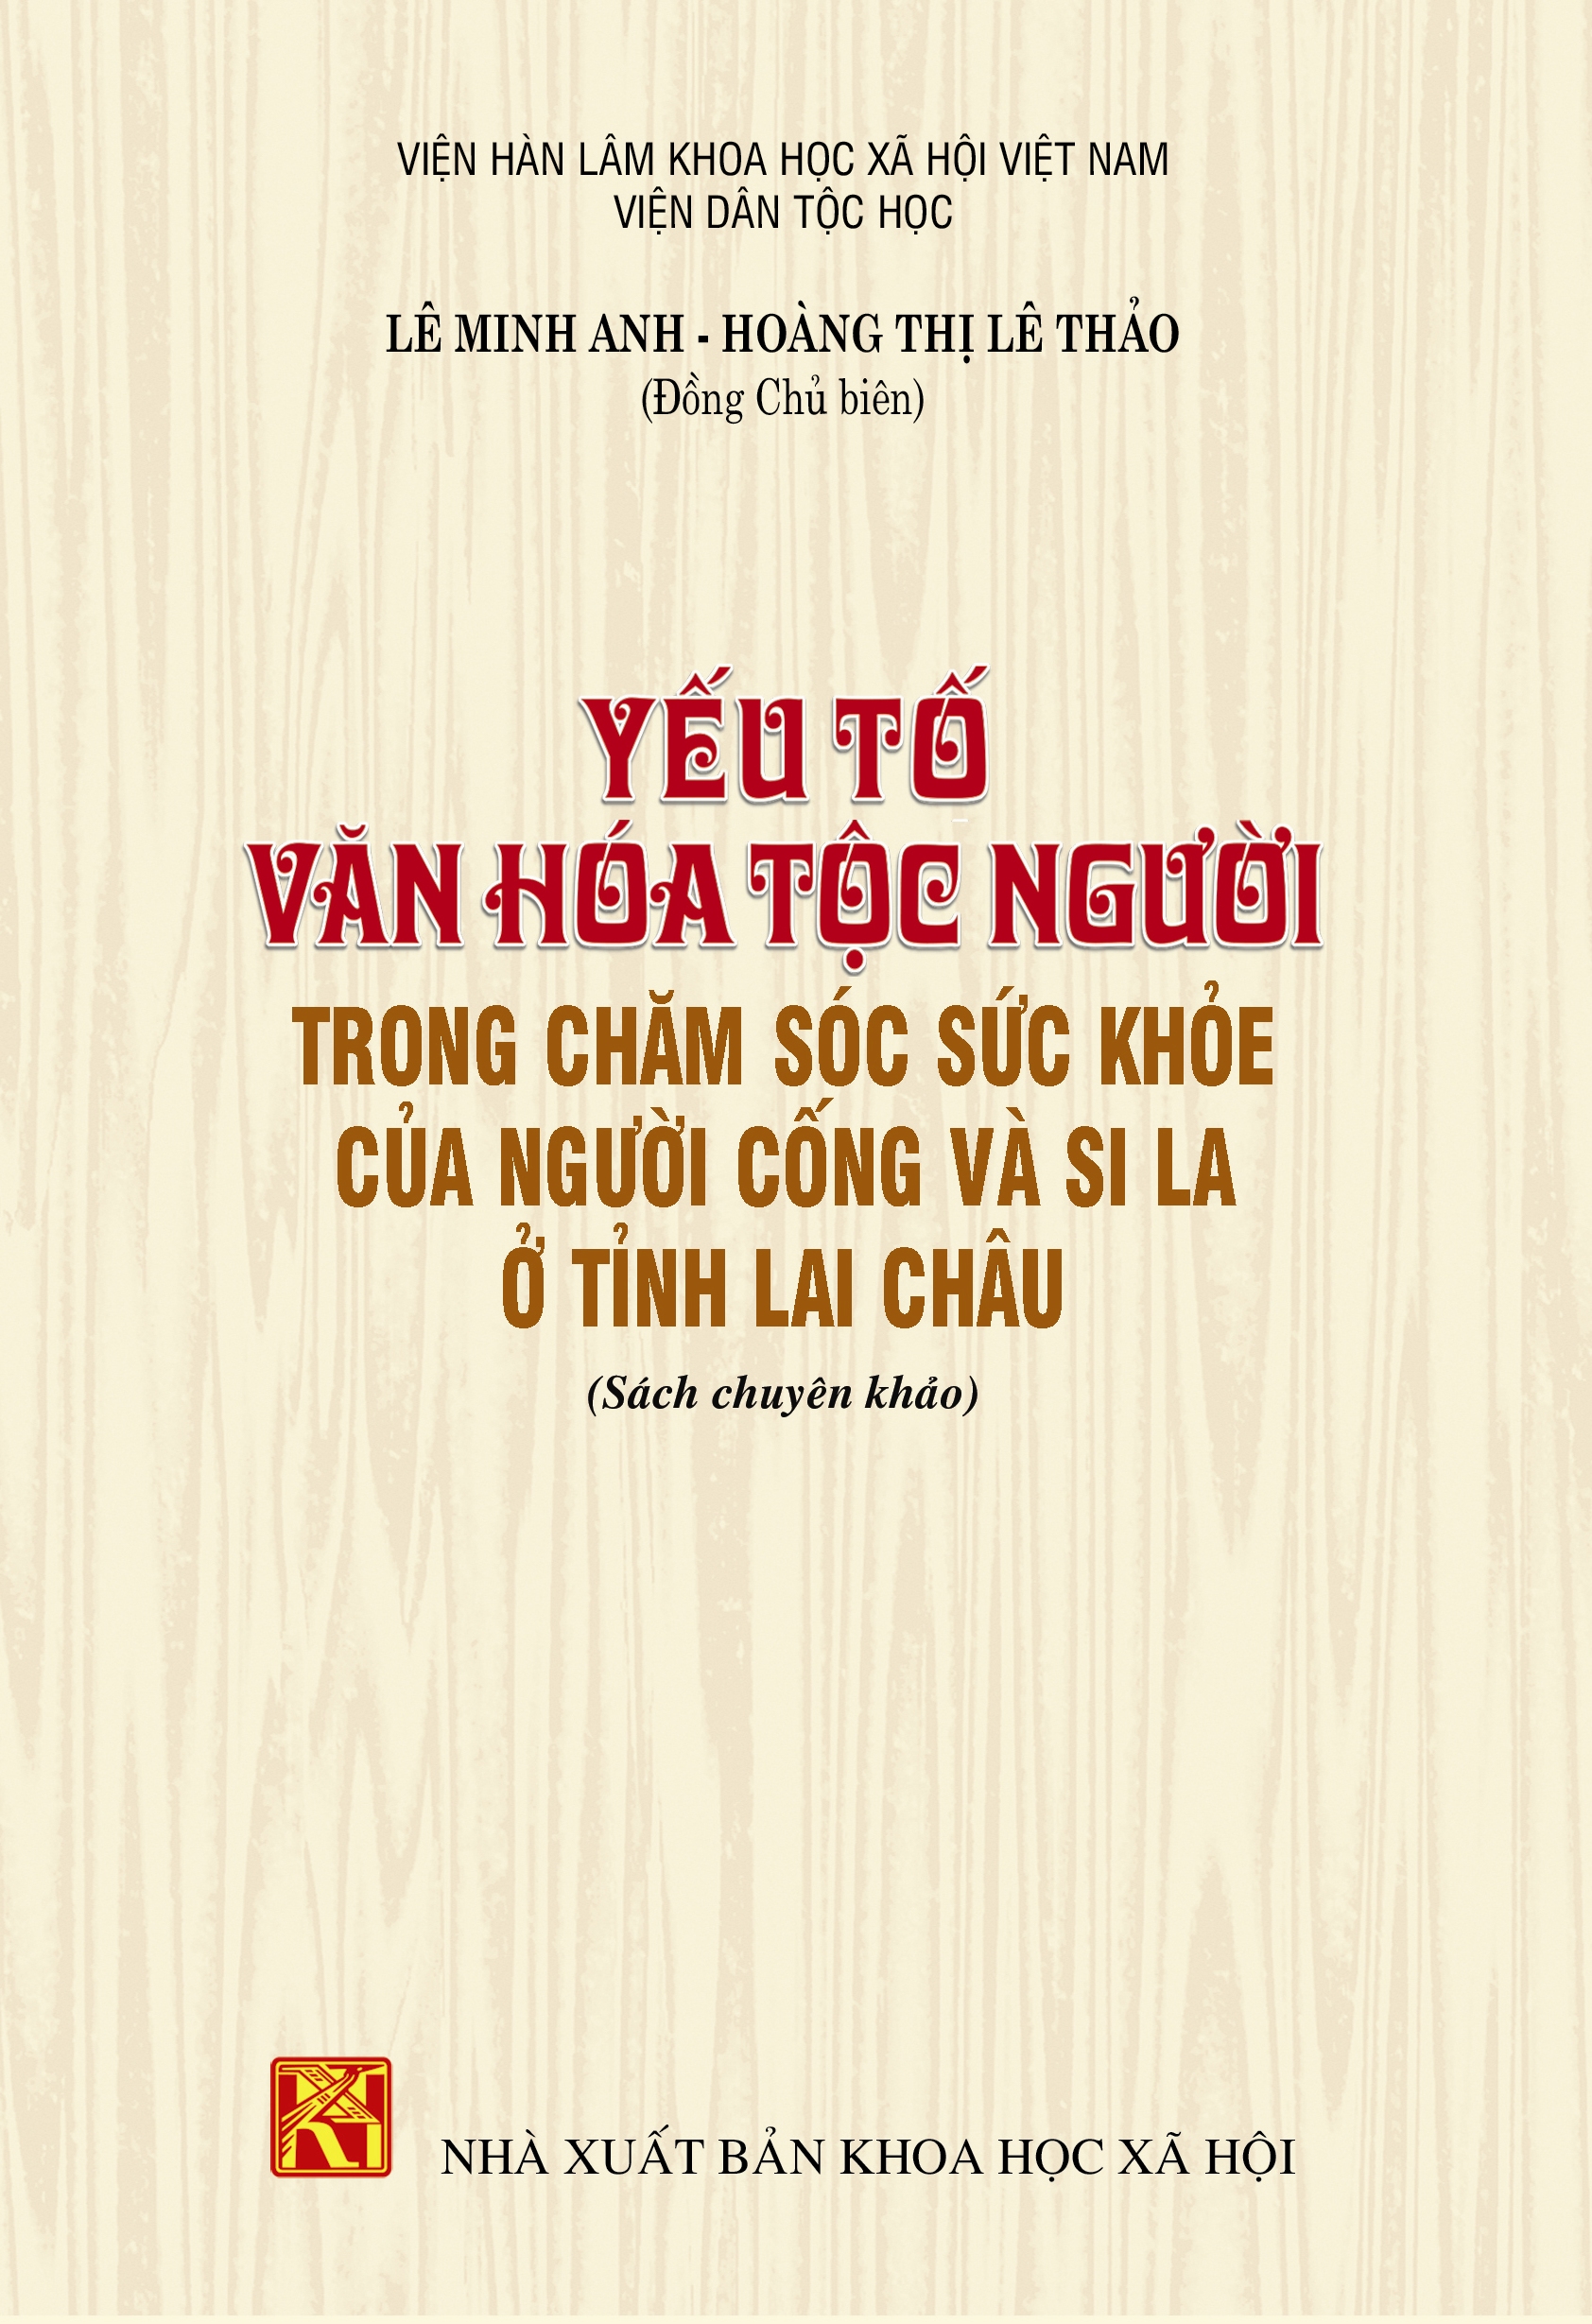 VIỆN HÀN LÂM KHOA HỌC XÃ HỘI VIỆT NAM
VIỆN DÂN TỘC HỌC
LÊ MINH ANH - HOÀNG THỊ LÊ THẢO
(Đồng Chủ biên)
YẾU TỐ
VĂN HÓA TỘC NGƯỜI
TRONG CHĂM SÓC SỨC KHỎE
CỦA NGƯỜI CỐNG VÀ SI LA
Ở TỈNH LAI CHÂU
(Sách chuyên khảo)
NHÀ XUẤT BẢN KHOA HỌC XÃ HỘI